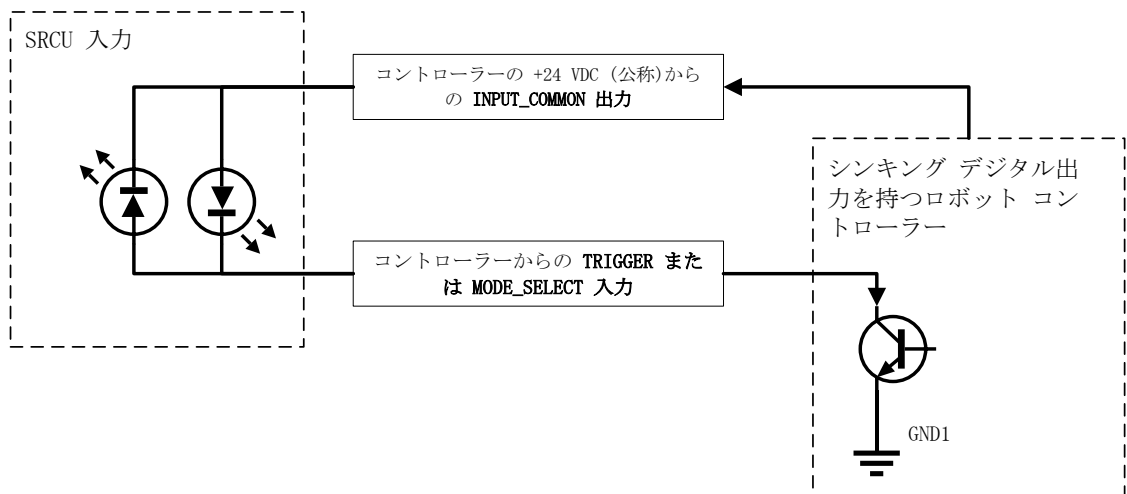 SRCU 入力
コントローラーの +24 VDC (公称)から
の INPUT_COMMON 出力
シンキング デジタル出
力を持つロボット コン
トローラー
コントローラーからの TRIGGER また
は MODE_SELECT 入力
GND1